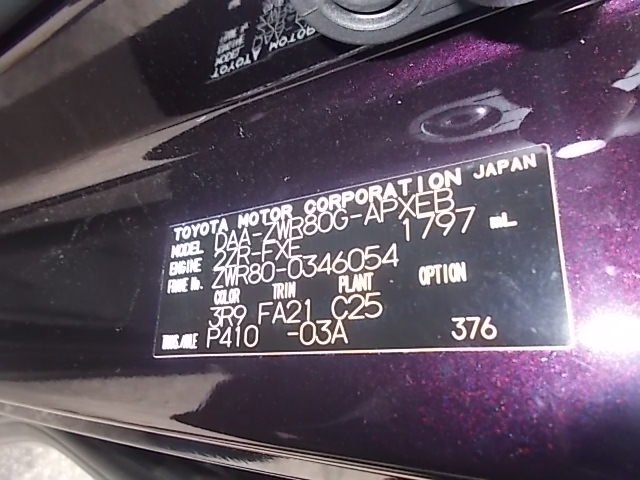 TOYOTA MOTOR CORPORATION JAPAN
MODEL DAA-ZWR80G-APXEB
ENGINE 2ZR-FXE 1797 mL
FRAME No. ZWR80-0346054
COLOR TRIM PLANT OPTION
3R9 FA21 C25
TRANS./AXLE P410 -03A 376